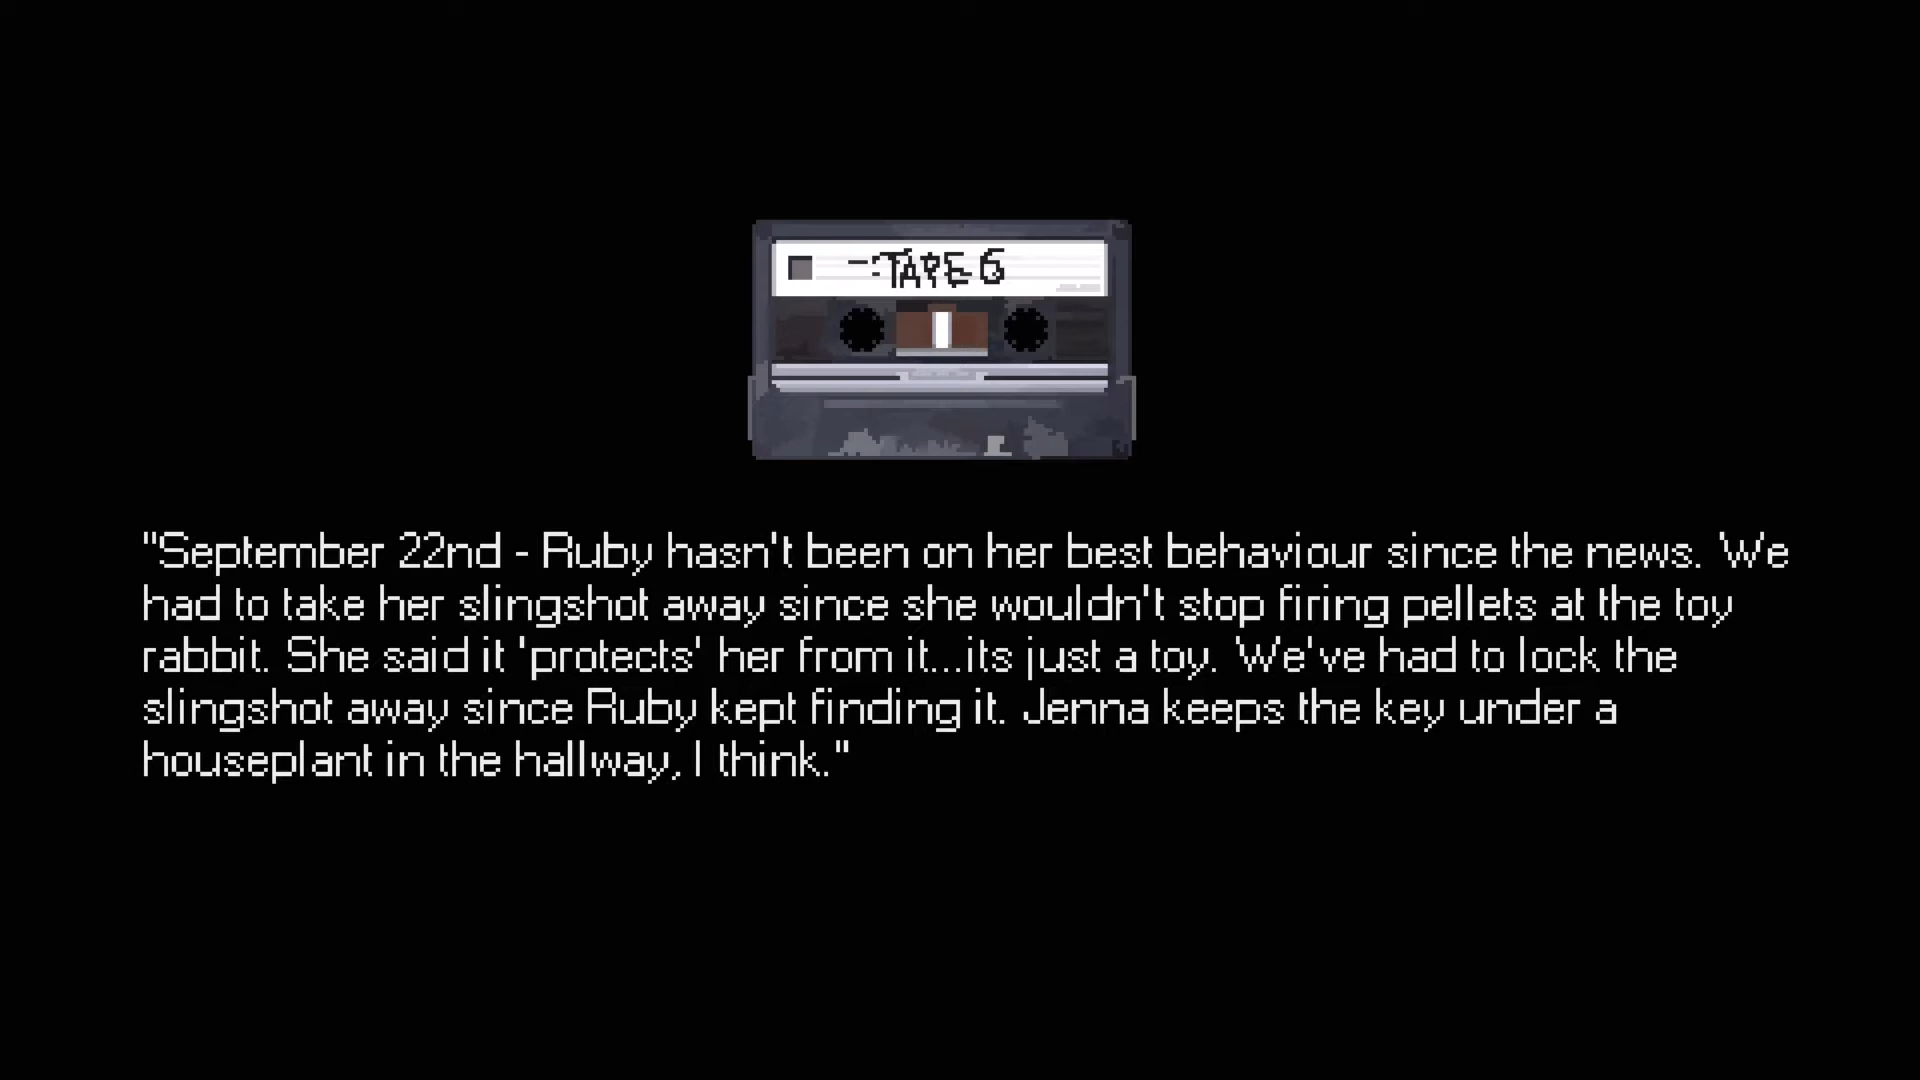 TAPE 6
"September 22nd - Ruby hasn't been on her best behaviour since the news. We
had to take her slingshot away since she wouldn't stop firing pellets at the toy
rabbit. She said it 'protects' her from it...its just a toy. We've had to lock the
slingshot away since Ruby kept finding it. Jenna keeps the key under a
houseplant in the hallway, I think."